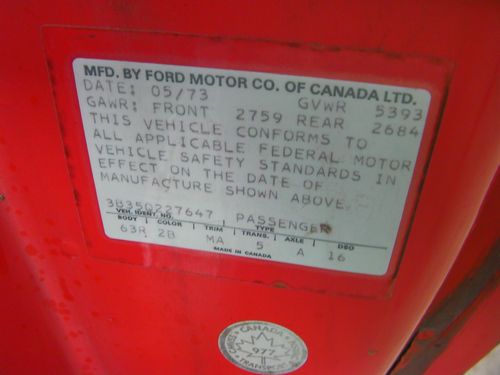 MFD. BY FORD MOTOR CO. OF CANADA LTD.
DATE: 05/73 GVWR 5393
GAWR: FRONT 2759 REAR 2684
THIS VEHICLE CONFORMS TO
ALL APPLICABLE FEDERAL MOTOR
VEHICLE SAFETY STANDARDS IN
EFFECT ON THE DATE OF
MANUFACTURE SHOWN ABOVE.
3B35Q227647 PASSENGER
VEH. IDENT. NO. TYPE
BODY COLOR TRIM TRANS. AXLE DSO
63R 2B MA 5 A 16
MADE IN CANADA
CANADA
977
TRANSPORT